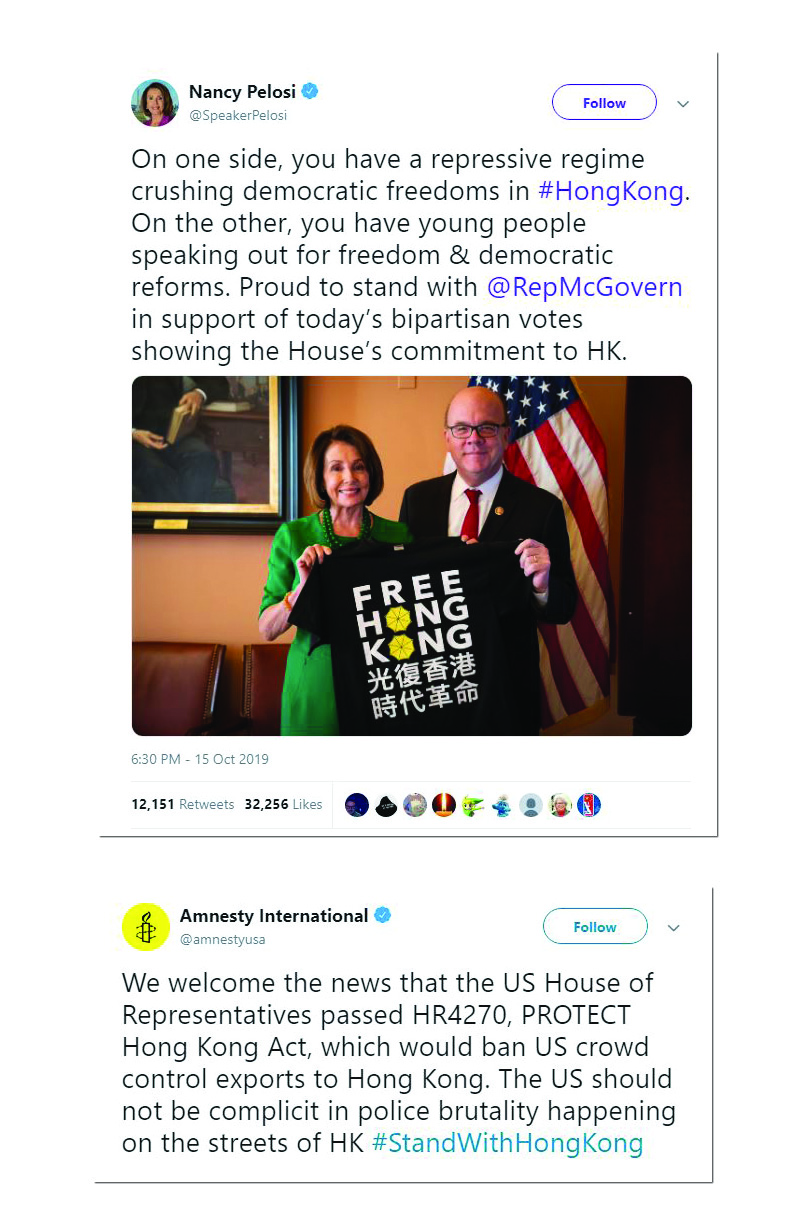 Nancy Pelosi
@SpeakerPelosi
Follow
On one side, you have a repressive regime
crushing democratic freedoms in #HongKong.
On the other, you have young people
speaking out for freedom & democratic
reforms. Proud to stand with @RepMcGovern
in support of today’s bipartisan votes
showing the House’s commitment to HK.
FREE
HONG
KONG
光復香港
時代革命
6:30 PM - 15 Oct 2019
12,151 Retweets 32,256 Likes
Amnesty International
@amnestyusa
Follow
We welcome the news that the US House of
Representatives passed HR4270, PROTECT
Hong Kong Act, which would ban US crowd
control exports to Hong Kong. The US should
not be complicit in police brutality happening
on the streets of HK #StandWithHongKong